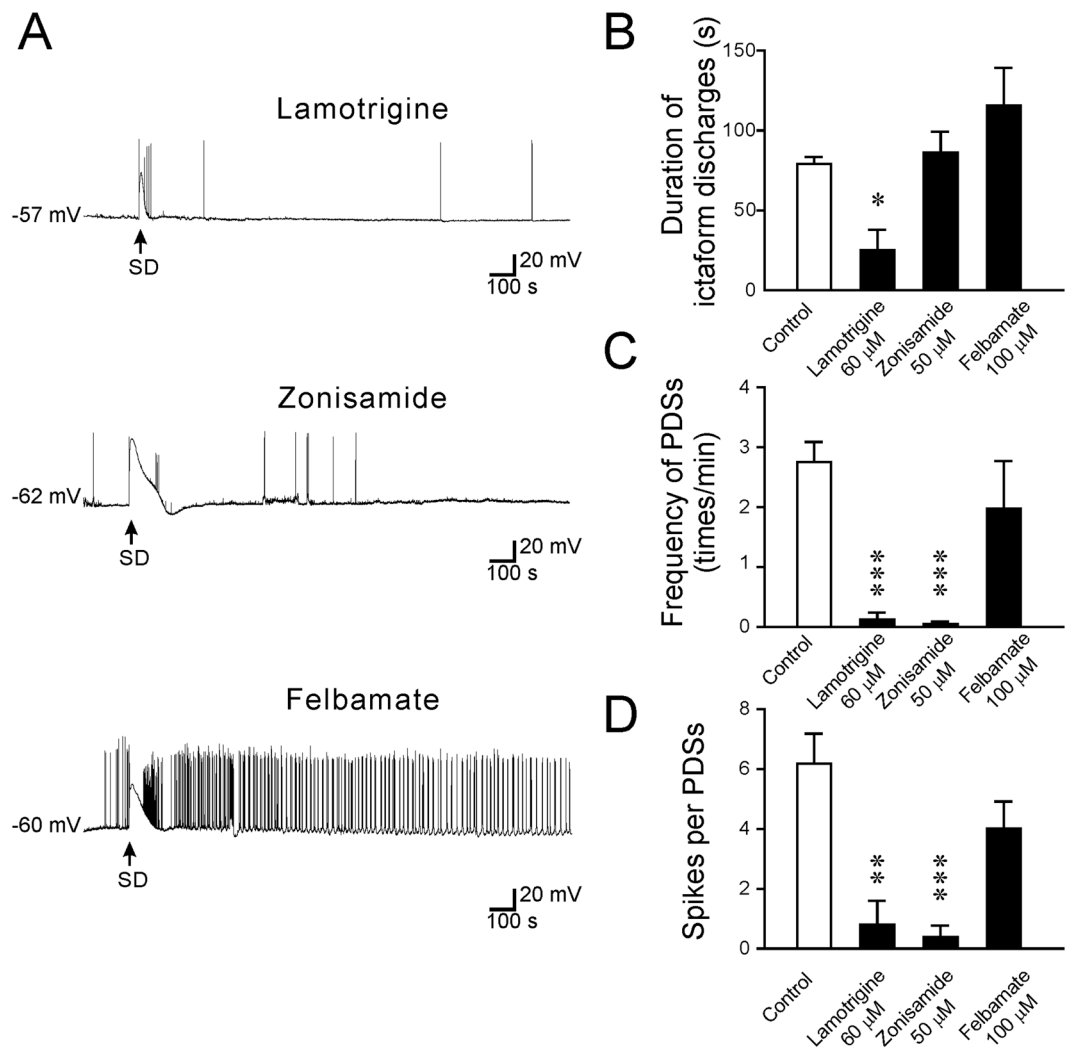 A
Lamotrigine
-57 mV
SD
20 mV
100 s
Zonisamide
-62 mV
SD
20 mV
100 s
Felbamate
-60 mV
SD
20 mV
100 s
B
Duration of
ictaform discharges (s)
150
100
50
0
*
Control
Lamotrigine
60 μM
Zonisamide
50 μM
Felbamate
100 μM
C
Frequency of PDSs
(times/min)
4
3
2
1
0
***
***
Control
Lamotrigine
60 μM
Zonisamide
50 μM
Felbamate
100 μM
D
Spikes per PDSs
8
6
4
2
0
**
***
Control
Lamotrigine
60 μM
Zonisamide
50 μM
Felbamate
100 μM